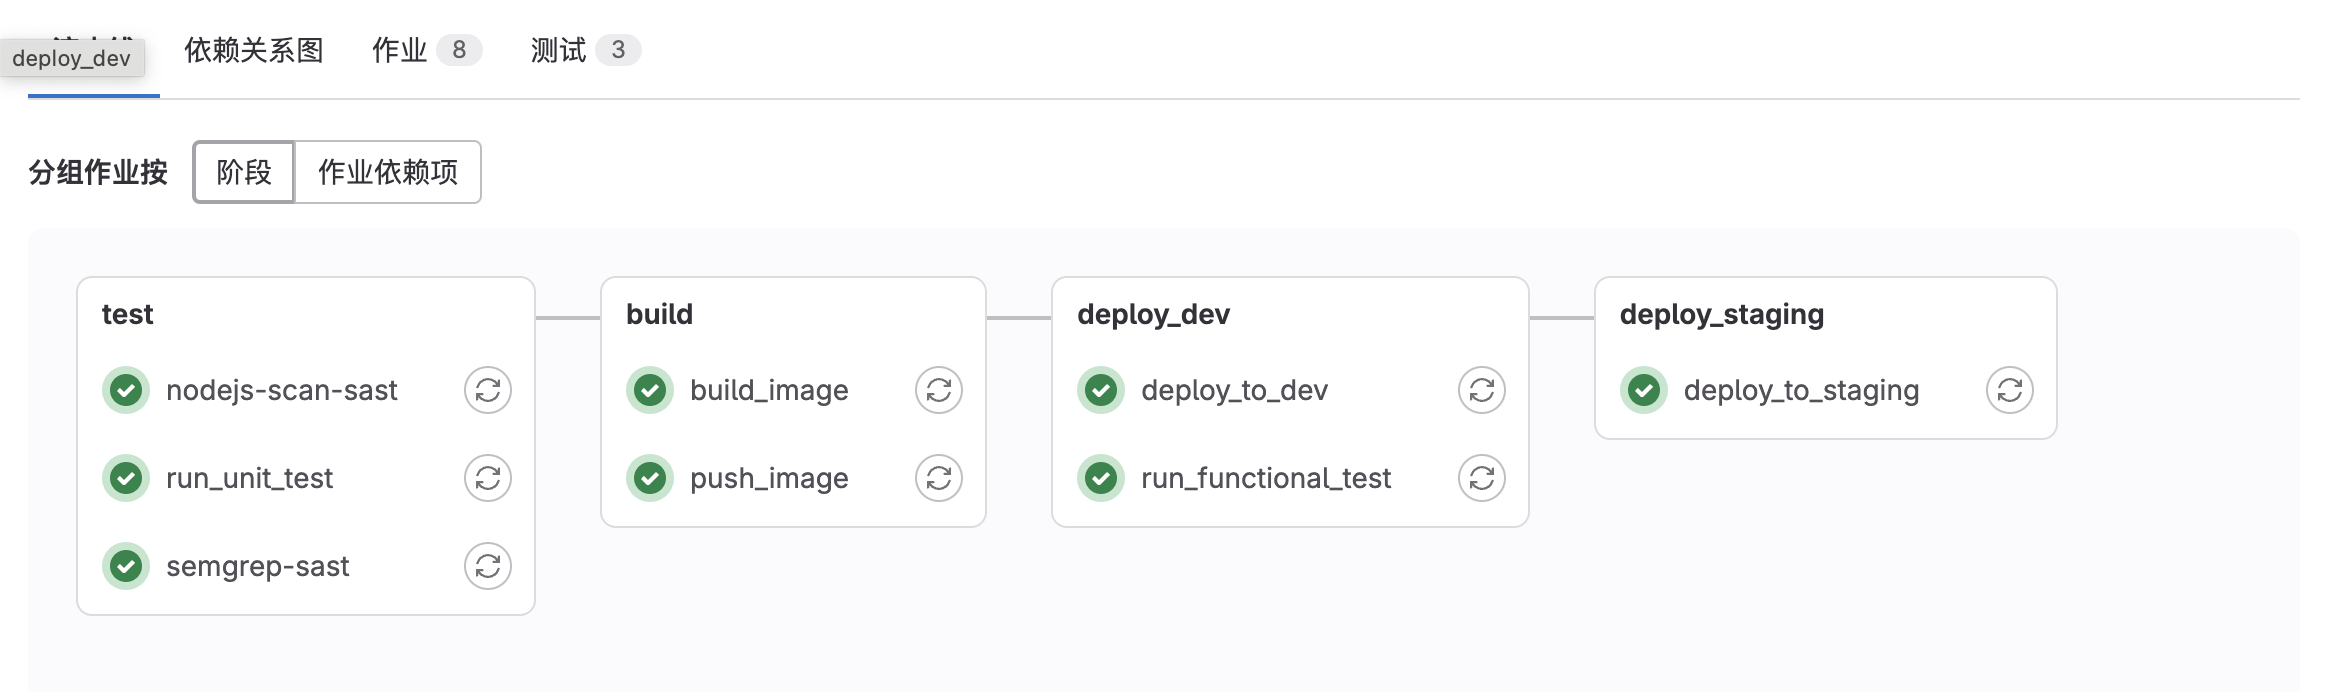 deploy_dev
依赖关系图 作业 8 测试 3
分组作业按 阶段 作业依赖项
test
nodejs-scan-sast
run_unit_test
semgrep-sast
build
build_image
push_image
deploy_dev
deploy_to_dev
run_functional_test
deploy_staging
deploy_to_staging